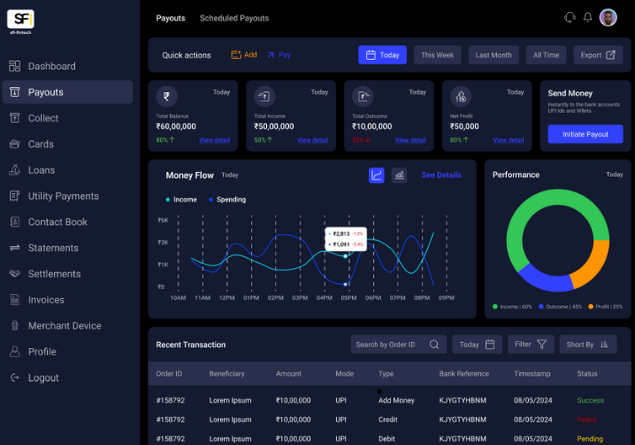 SFi
sfi-fintech
Dashboard
Payouts
Collect
Cards
Loans
Utility Payments
Contact Book
Statements
Settlements
Invoices
Merchant Device
Profile
Logout
Payouts Scheduled Payouts
Quick actions Add Pay Today This Week Last Month All Time Export
Today
Total Balance
₹60,00,000
80% View detail
Today
Total Income
₹50,00,000
50% View detail
Today
Total Outcome
₹10,00,000
View detail
Today
Net Profit
₹50,000
80% View detail
Send Money
Instantly to the bank accounts
UPI Ids and Wllets
Initiate Payout
Money Flow Today See Details
Income Spending
₹6K
₹3K
₹1K
₹0
₹2,813
₹1,091
10AM 11AM 12PM 01PM 02PM 03PM 04PM 05PM 06PM 07PM 08PM 09PM
Performance Today
Income | 60% Outcome | 45% Profit | 25%
Recent Transaction Search by Order ID Today Filter Short By
Order ID Beneficiary Amount Mode Type Bank Reference Timestamp Status
#158792 Lorem Ipsum ₹10,00,000 UPI Add Money KJYGTYHBNM 08/05/2024 Success
#158792 Lorem Ipsum ₹10,00,000 UPI Credit KJYGTYHBNM 08/05/2024 Failed
#158792 Lorem Ipsum ₹10,00,000 UPI Debit KJYGTYHBNM 08/05/2024 Pending